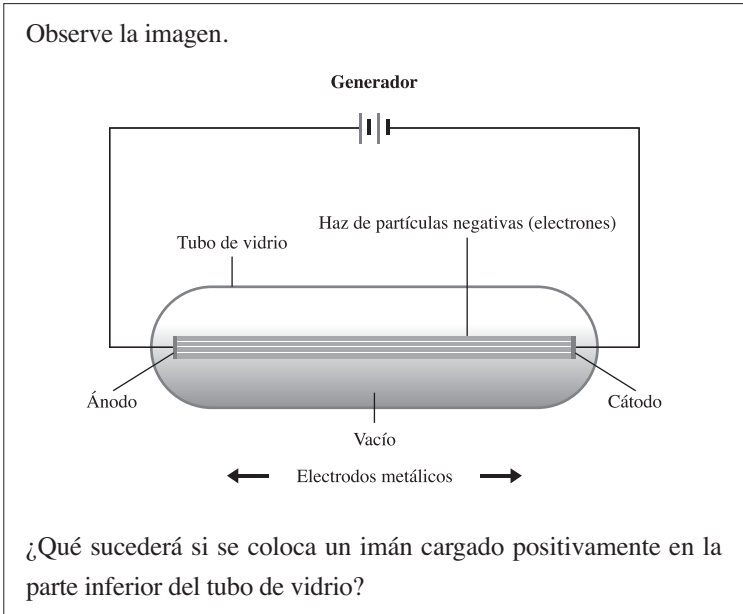 Observe la imagen.
Generador
Haz de partículas negativas (electrones)
Tubo de vidrio
Ánodo
Cátodo
Vacío
Electrodos metálicos
¿Qué sucederá si se coloca un imán cargado positivamente en la
parte inferior del tubo de vidrio?